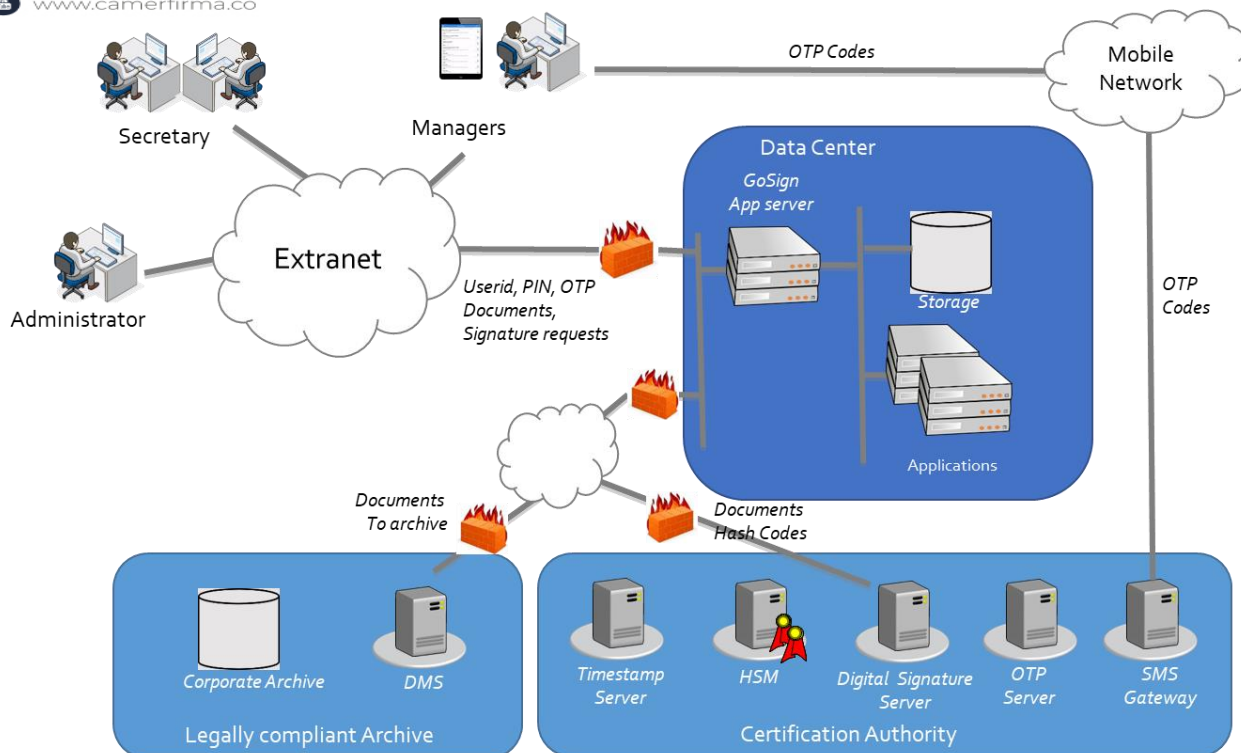 www.camerfirma.co
OTP Codes
Mobile
Network
Secretary
Managers
Data Center
GoSign
App server
Extranet
Storage
Userid, PIN, OTP
Documents,
Signature requests
OTP
Codes
Administrator
Applications
Documents
To archive
Documents
Hash Codes
Corporate Archive
DMS
Timestamp
Server
HSM
Digital Signature
Server
OTP
Server
SMS
Gateway
Legally compliant Archive
Certification Authority